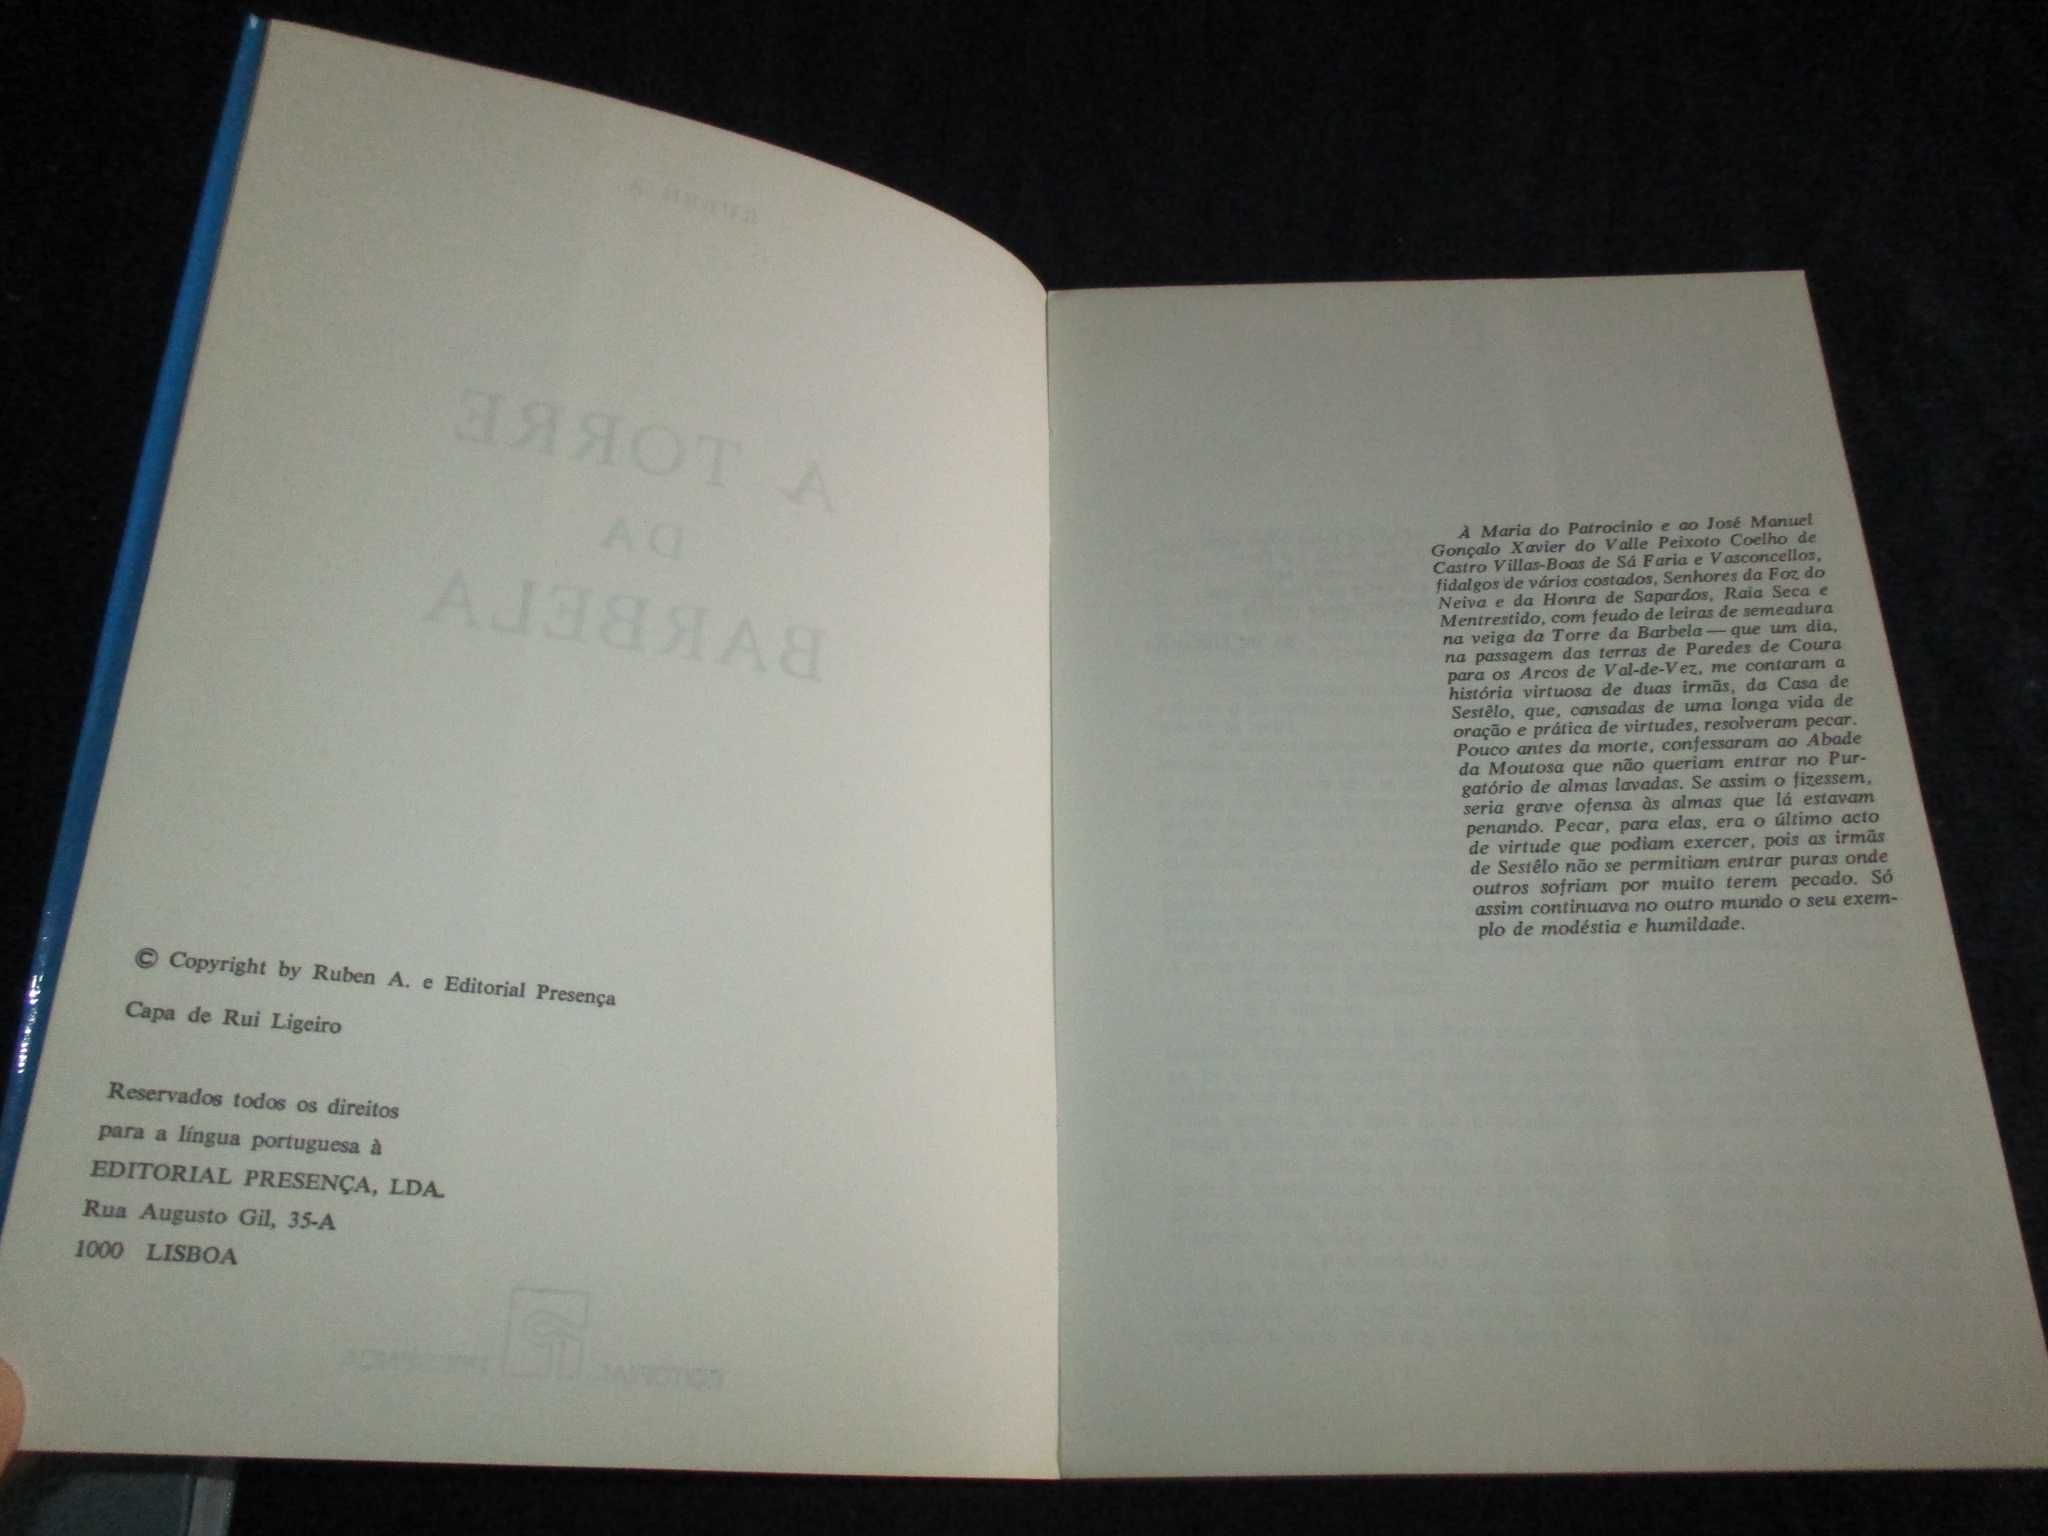 RUBEN A
A TORRE
DA
BARBELA
© Copyright by Ruben A. e Editorial Presença
Capa de Rui Ligeiro
Reservados todos os direitos
para a língua portuguesa à
EDITORIAL PRESENÇA, LDA.
Rua Augusto Gil, 35-A
1000 LISBOA
EDITORIAL PRESENÇA
À Maria do Patrocínio e ao José Manuel
Gonçalo Xavier do Valle Peixoto Coelho de
Castro Villas-Boas de Sá Faria e Vasconcellos,
fidalgos de vários costados, Senhores da Foz do
Neiva e da Honra de Sapardos, Raia Seca e
Mentrestido, com feudo de leiras de semeadura
na veiga da Torre da Barbela — que um dia,
na passagem das terras de Paredes de Coura
para os Arcos de Val-de-Vez, me contaram a
história virtuosa de duas irmãs, da Casa de
Sestêlo, que, cansadas de uma longa vida de
oração e prática de virtudes, resolveram pecar.
Pouco antes da morte, confessaram ao Abade
da Moutosa que não queriam entrar no Pur-
gatório de almas lavadas. Se assim o fizessem,
seria grave ofensa às almas que lá estavam
penando. Pecar, para elas, era o último acto
de virtude que podiam exercer, pois as irmãs
de Sestêlo não se permitiam entrar puras onde
outros sofriam por muito terem pecado. Só
assim continuava no outro mundo o seu exem-
plo de modéstia e humildade.